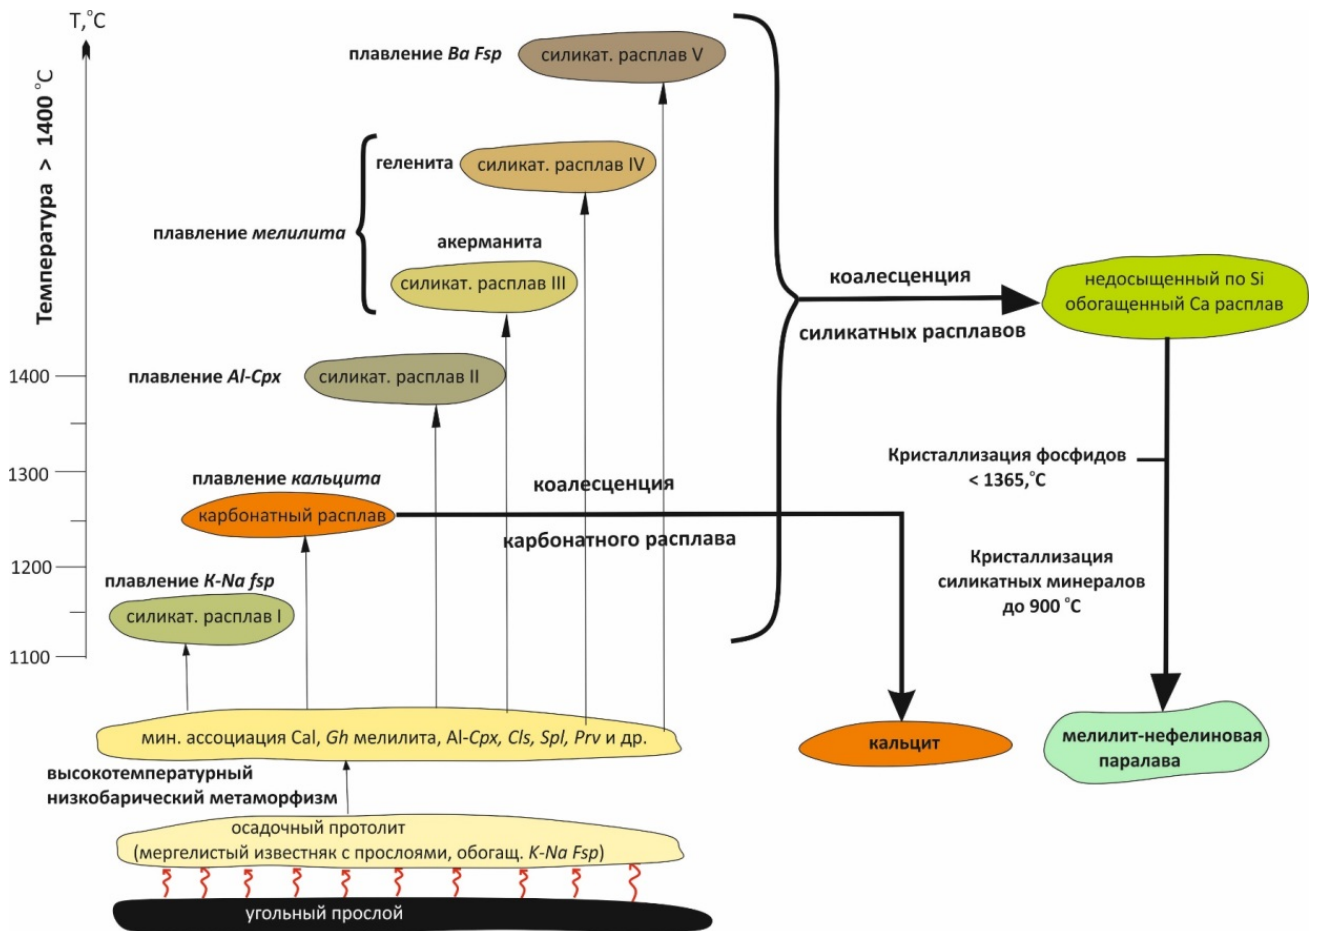 T,°C
Температура > 1400 °C
плавление Ba Fsp
силикат. расплав V
геленита
силикат. расплав IV
плавление мелилита
акерманита
силикат. расплав III
коалесценция
силикатных расплавов
недосыщенный по Si
обогащенный Ca расплав
1400
плавление Al-Cpx
силикат. расплав II
1300
плавление кальцита
карбонатный расплав
коалесценция
карбонатного расплава
Кристаллизация фосфидов
< 1365,°C
1200
плавление K-Na fsp
силикат. расплав I
Кристаллизация
силикатных минералов
до 900 °C
1100
мин. ассоциация Cal, Gh мелилита, Al-Cpx, Cls, Spl, Prv и др.
кальцит
мелилит-нефелиновая
паралава
высокотемпературный
низкобарический метаморфизм
осадочный протолит
(мергелистый известняк с прослоями, обогащ. K-Na Fsp)
угольный прослой